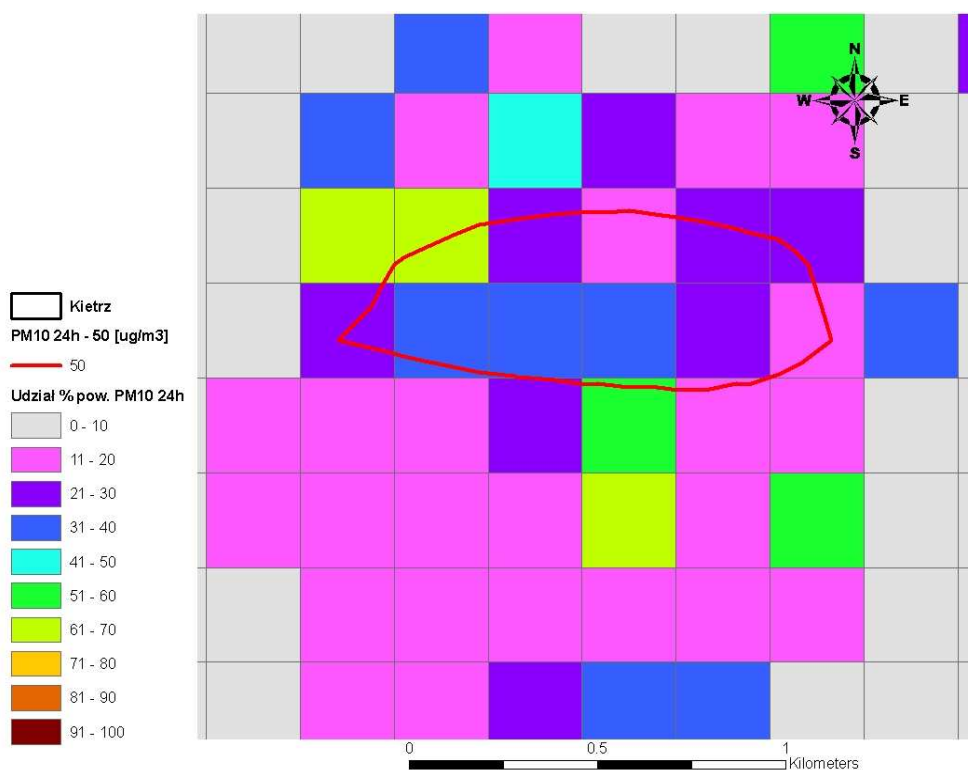 N
W E
S
Kietrz
PM10 24h - 50 [ug/m3]
50
Udział % pow. PM10 24h
0 - 10
11 - 20
21 - 30
31 - 40
41 - 50
51 - 60
61 - 70
71 - 80
81 - 90
91 - 100
0 0.5 1
Kilometers